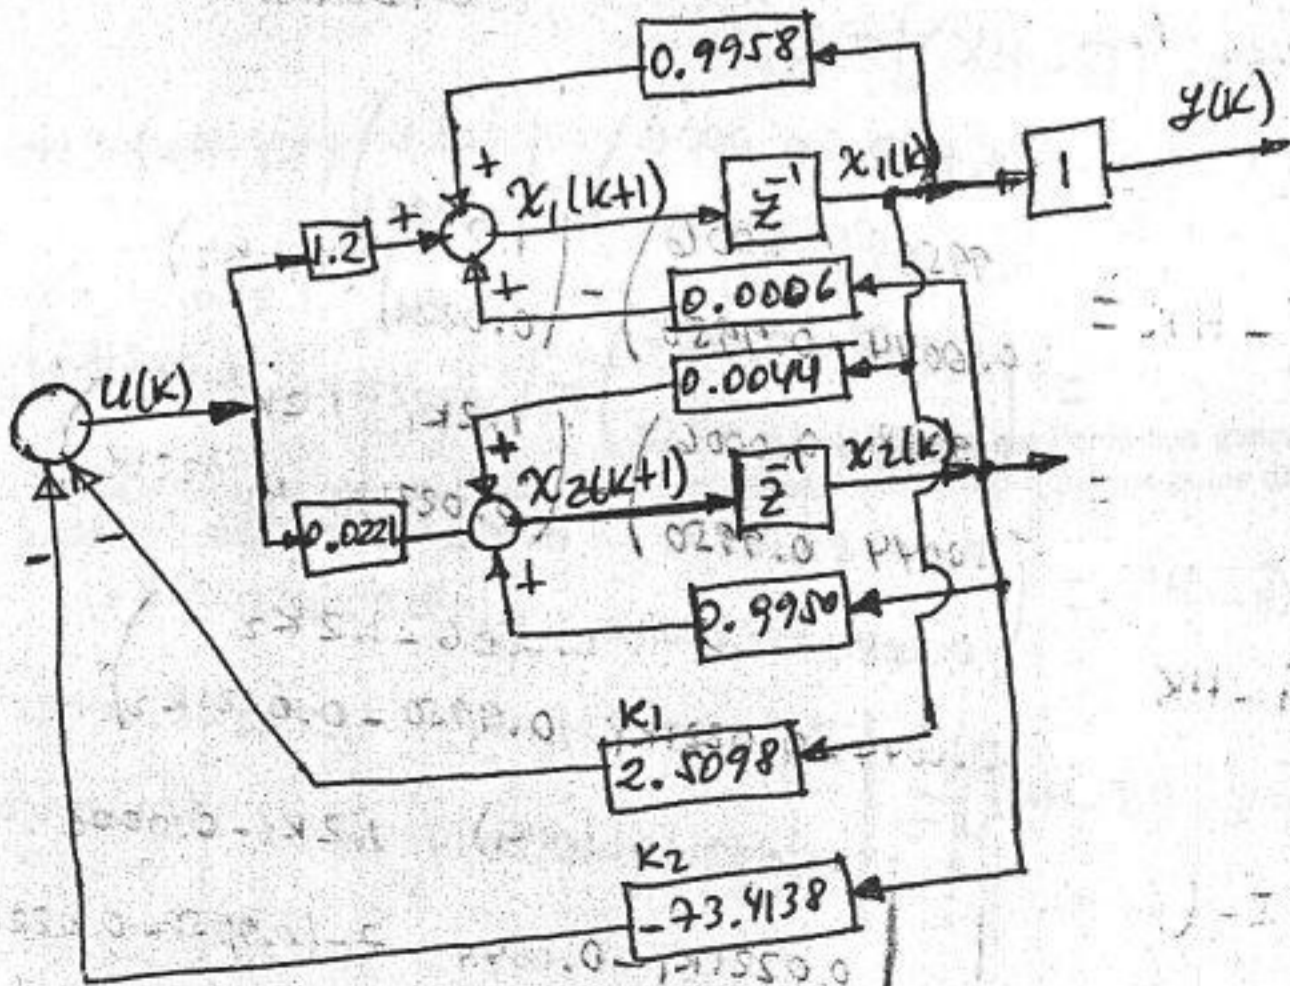 0.9958
y(k)
+
x1(k)
x1(k+1)
z^-1
1
+
1.2
+
0.0006
0.0044
u(k)
+
x2(k)
x2(k+1)
z^-1
0.0221
-
-
+
0.9950
K1
2.5098
K2
-73.4138